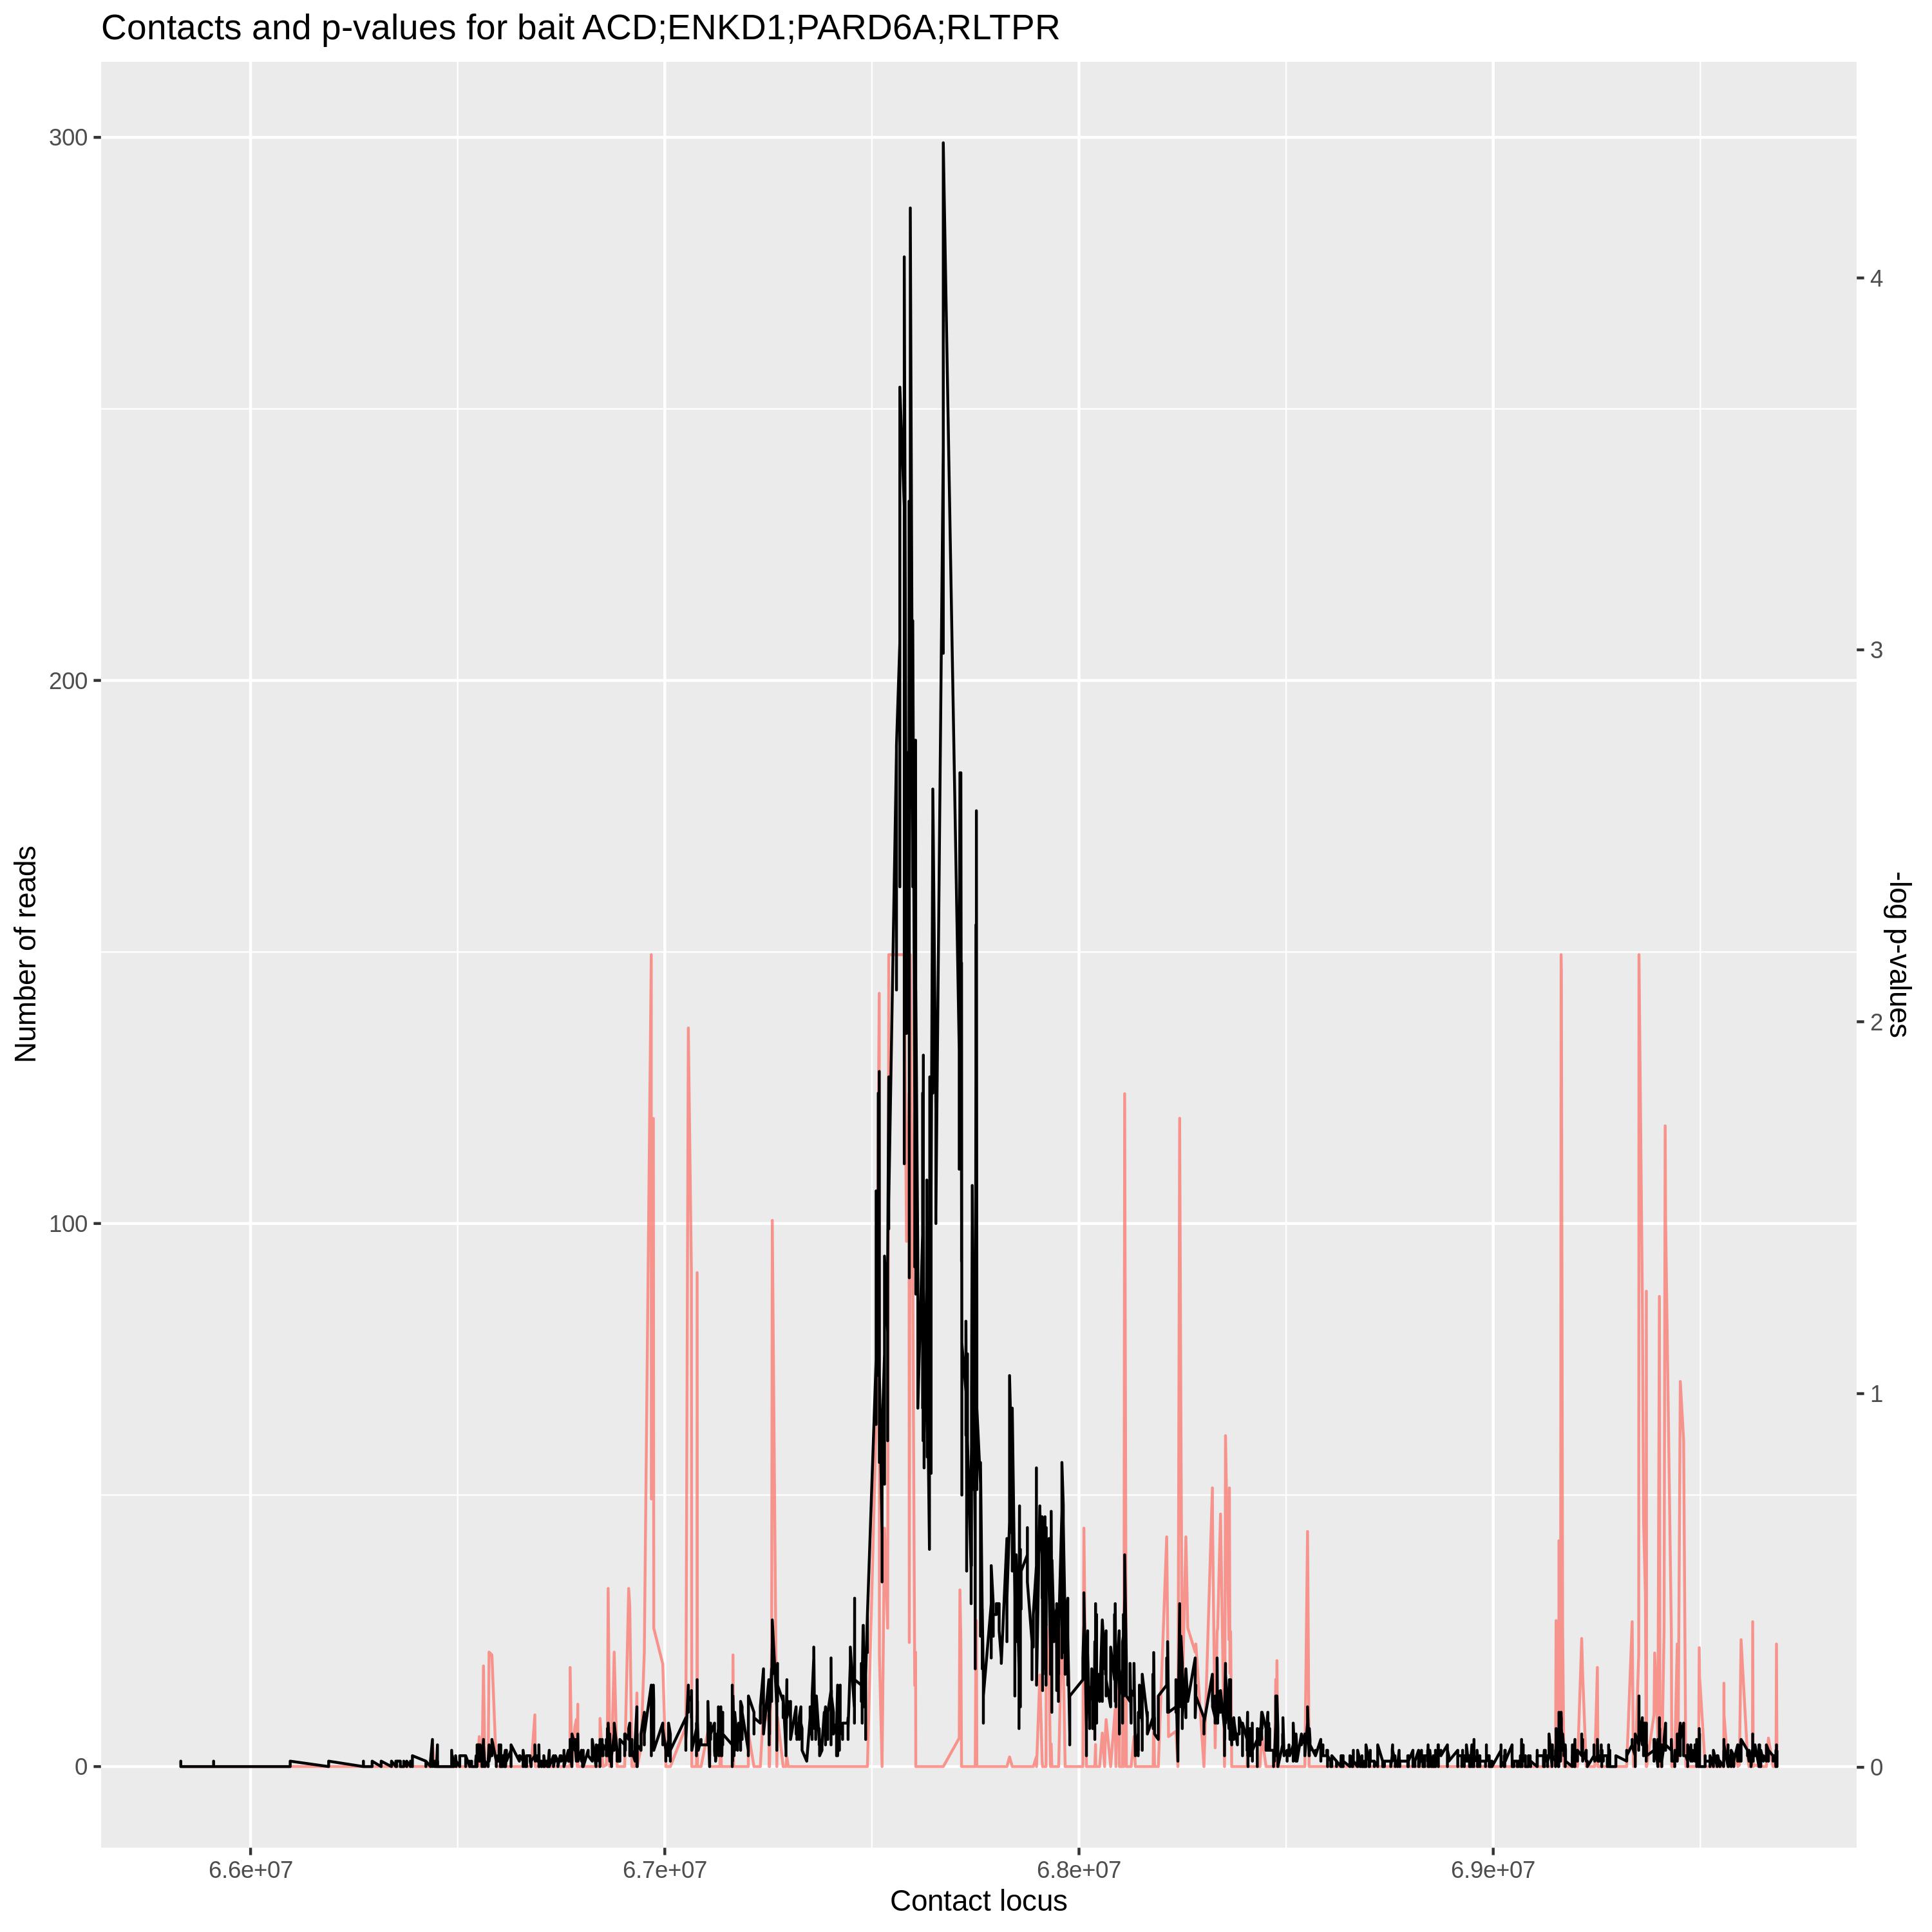 Contacts and p-values for bait ACD;ENKD1;PARD6A;RLTPR
300
200
100
0
Number of reads
4
3
2
1
0
-log p-values
6.6e+07
6.7e+07
6.8e+07
6.9e+07
Contact locus